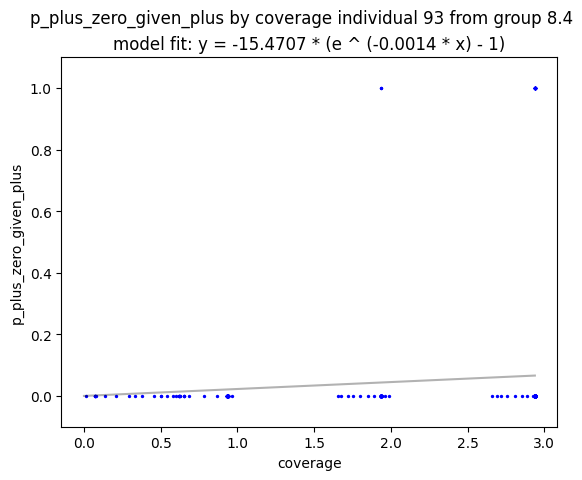 p_plus_zero_given_plus by coverage individual 93 from group 8.4
model fit: y = -15.4707 * (e ^ (-0.0014 * x) - 1)
1.0
0.8
0.6
0.4
0.2
0.0
p_plus_zero_given_plus
0.0 0.5 1.0 1.5 2.0 2.5 3.0
coverage